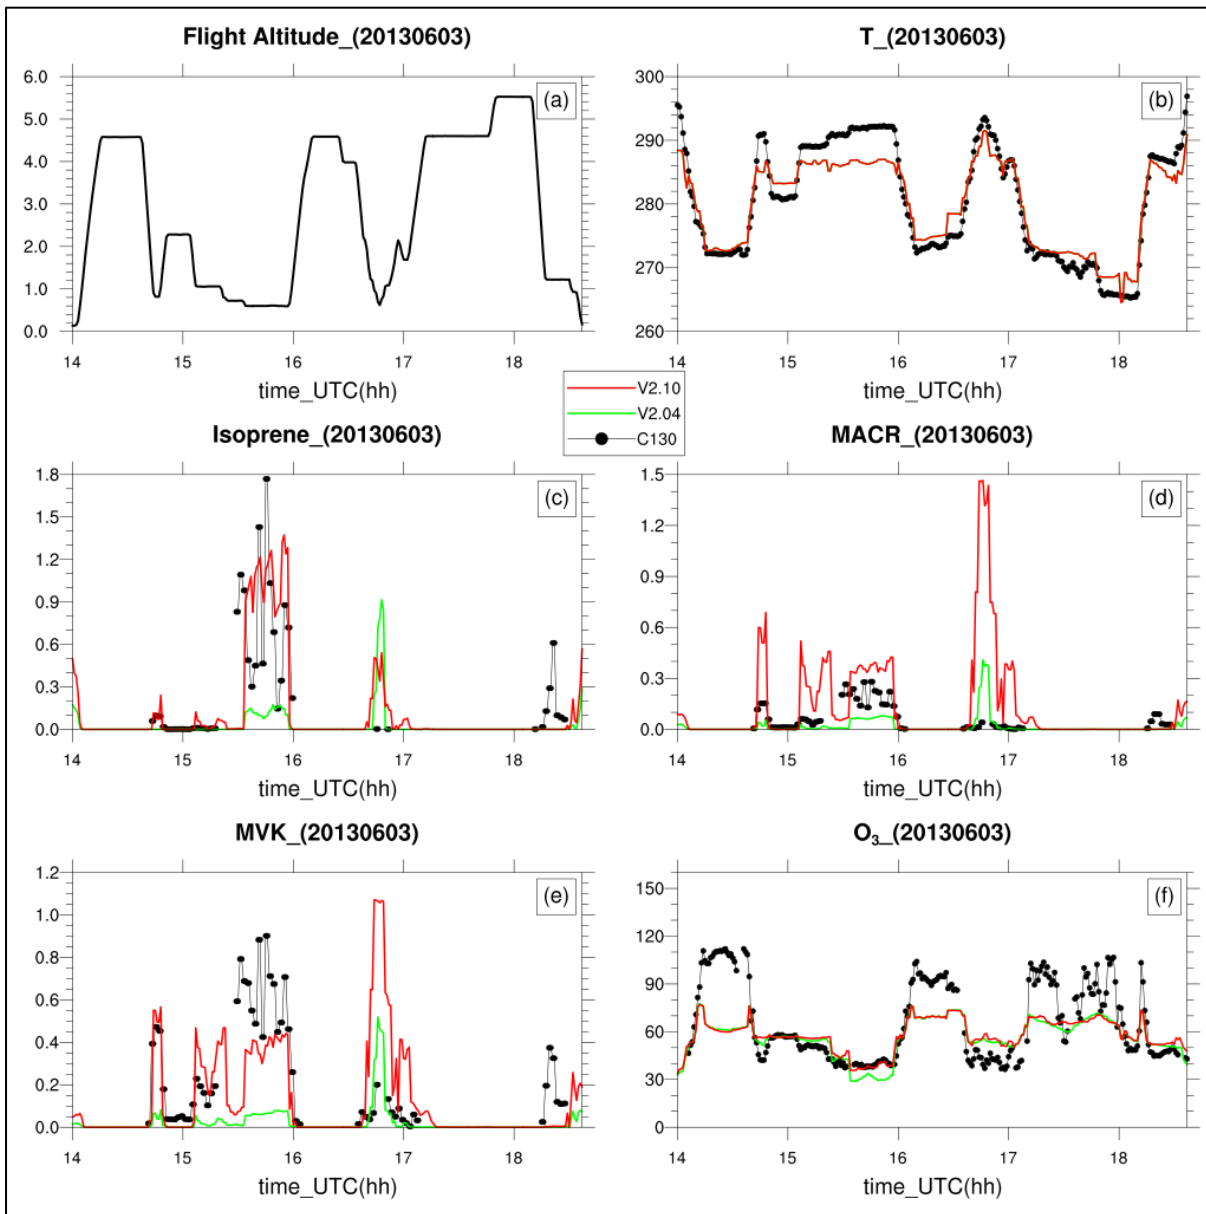 Flight Altitude_(20130603)
T_(20130603)
6.0
5.0
4.0
3.0
2.0
1.0
0.0
(a)
300
290
280
270
260
(b)
14 15 16 17 18
time_UTC(hh)
14 15 16 17 18
time_UTC(hh)
V2.10
V2.04
C130
Isoprene_(20130603)
MACR_(20130603)
1.8
1.5
1.2
0.9
0.6
0.3
0.0
(c)
1.5
1.2
0.9
0.6
0.3
0.0
(d)
14 15 16 17 18
time_UTC(hh)
14 15 16 17 18
time_UTC(hh)
MVK_(20130603)
O₃_(20130603)
1.2
1.0
0.8
0.6
0.4
0.2
0.0
(e)
150
120
90
60
30
0
(f)
14 15 16 17 18
time_UTC(hh)
14 15 16 17 18
time_UTC(hh)